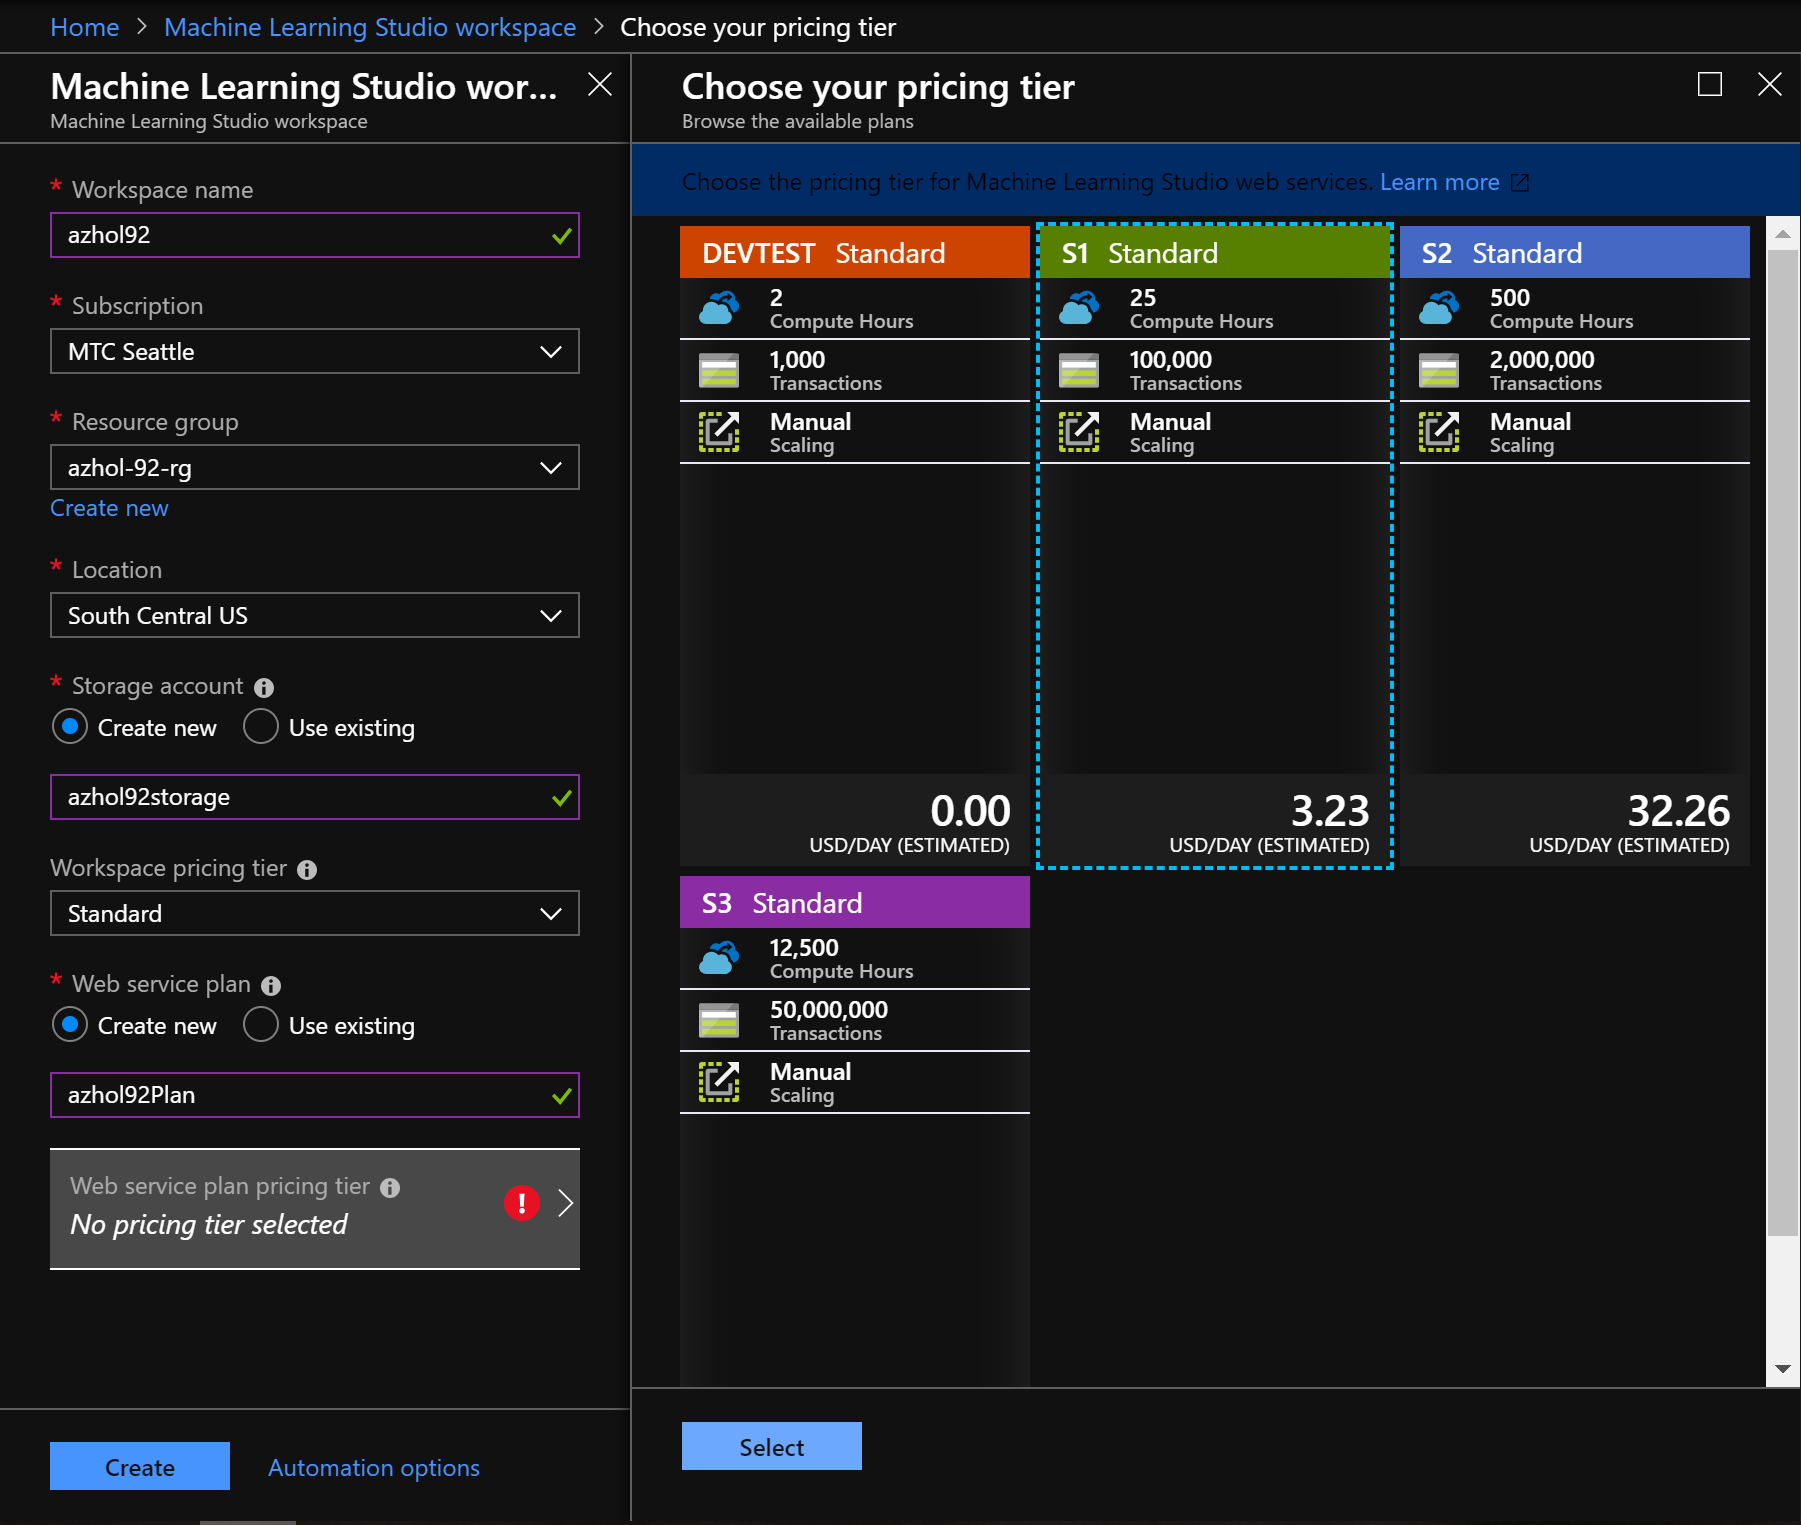 Home > Machine Learning Studio workspace > Choose your pricing tier
Machine Learning Studio wor...
Machine Learning Studio workspace
* Workspace name
azhol92
* Subscription
MTC Seattle
* Resource group
azhol-92-rg
Create new
* Location
South Central US
* Storage account
Create new Use existing
azhol92storage
Workspace pricing tier
Standard
* Web service plan
Create new Use existing
azhol92Plan
Web service plan pricing tier
No pricing tier selected
Create Automation options
Choose your pricing tier
Browse the available plans
Choose the pricing tier for Machine Learning Studio web services. Learn more
DEVTEST Standard
2
Compute Hours
1,000
Transactions
Manual
Scaling
0.00
USD/DAY (ESTIMATED)
S1 Standard
25
Compute Hours
100,000
Transactions
Manual
Scaling
3.23
USD/DAY (ESTIMATED)
S2 Standard
500
Compute Hours
2,000,000
Transactions
Manual
Scaling
32.26
USD/DAY (ESTIMATED)
S3 Standard
12,500
Compute Hours
50,000,000
Transactions
Manual
Scaling
Select